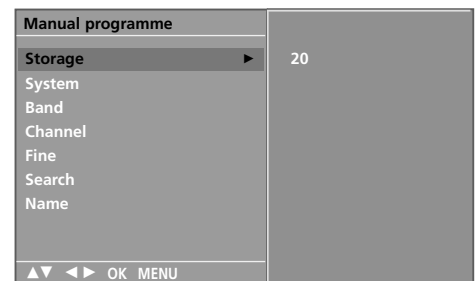 Manual programme
Storage ► 20
System
Band
Channel
Fine
Search
Name
▲▼ ◄► OK MENU